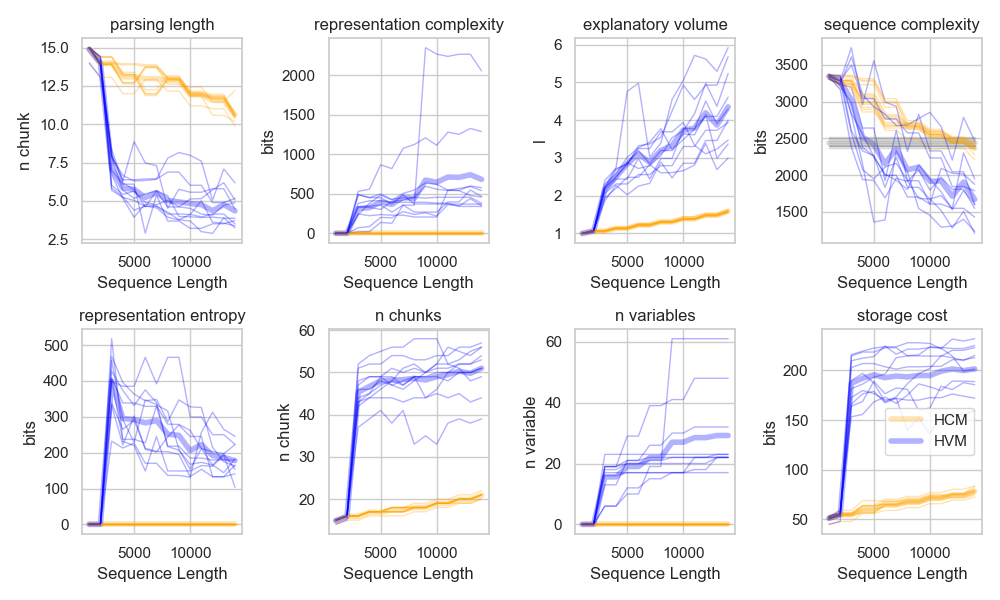 parsing length
representation complexity
explanatory volume
sequence complexity
n chunk
15.0
12.5
10.0
7.5
5.0
2.5
5000 10000
Sequence Length
bits
2000
1500
1000
500
0
5000 10000
Sequence Length
l
6
5
4
3
2
1
5000 10000
Sequence Length
bits
3500
3000
2500
2000
1500
5000 10000
Sequence Length
representation entropy
n chunks
n variables
storage cost
bits
500
400
300
200
100
0
5000 10000
Sequence Length
n chunk
60
50
40
30
20
5000 10000
Sequence Length
n variable
60
40
20
0
5000 10000
Sequence Length
bits
200
150
100
50
HCM
HVM
5000 10000
Sequence Length